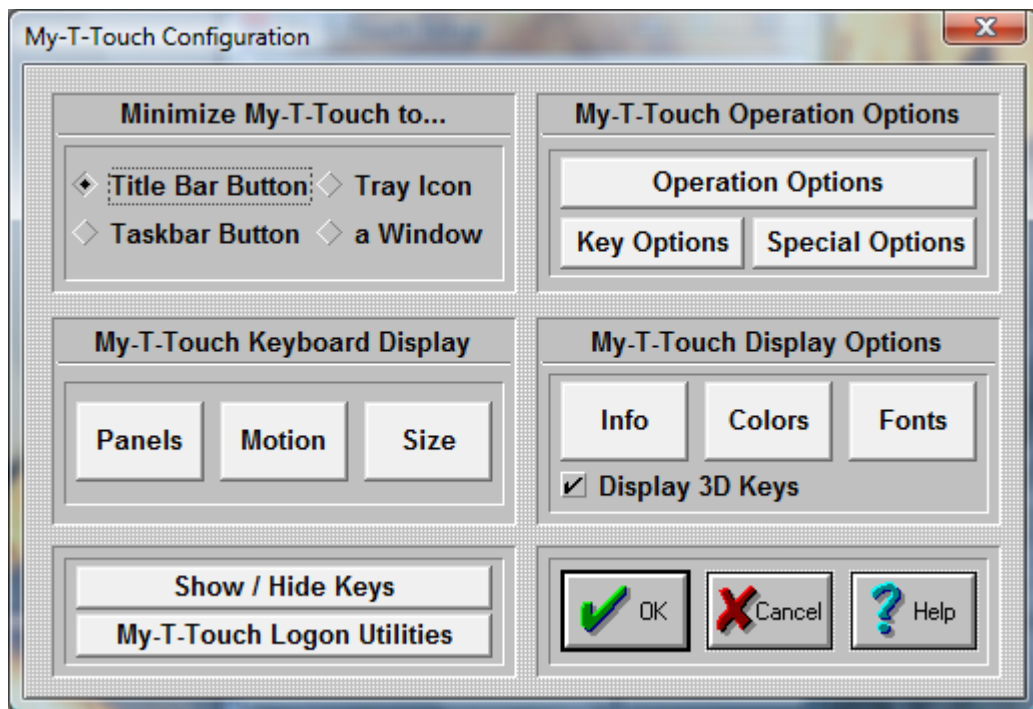 My-T-Touch Configuration
Minimize My-T-Touch to...
Title Bar Button Tray Icon
Taskbar Button a Window
My-T-Touch Operation Options
Operation Options
Key Options Special Options
My-T-Touch Keyboard Display
Panels Motion Size
My-T-Touch Display Options
Info Colors Fonts
Display 3D Keys
Show / Hide Keys
My-T-Touch Logon Utilities
OK Cancel Help